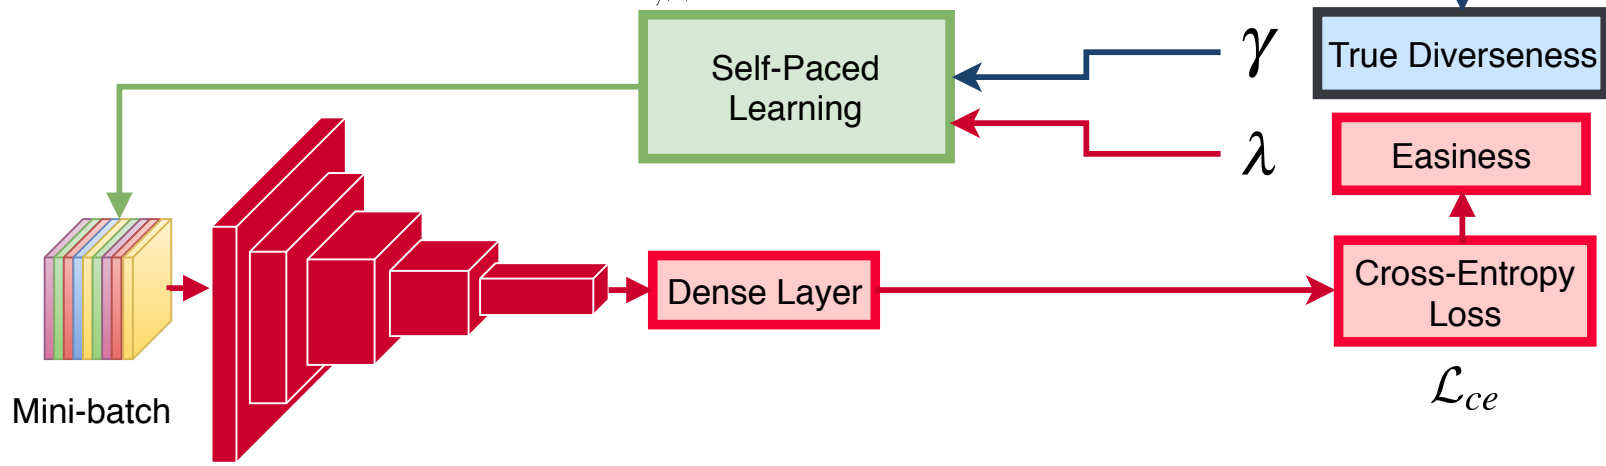 Self-Paced
Learning
γ
True Diverseness
λ
Easiness
Dense Layer
Cross-Entropy
Loss
Mini-batch
ℒce